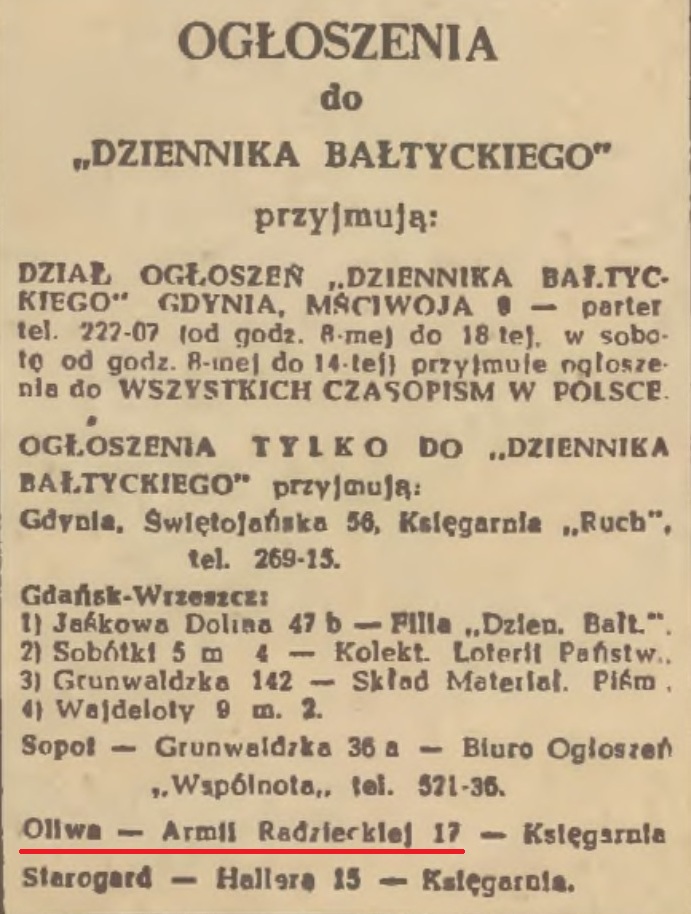 OGŁOSZENIA
do
„DZIENNIKA BAŁTYCKIEGO"
przyjmują:
DZIAŁ OGŁOSZEŃ „DZIENNIKA BAŁTYC-
KIEGO" GDYNIA, MŚCIWOJA — parter
tel. 222-07 (od godz. 8-mej do 18-tej, w sobo-
tę od godz. 8-mej do 14-tej) przyjmuje ogłosze-
nia do WSZYSTKICH CZASOPISM W POLSCE.
OGŁOSZENIA TYLKO DO „DZIENNIKA
BAŁTYCKIEGO" przyjmują:
Gdynia, Świętojańska 56, Księgarnia „Ruch",
tel. 269-15.
Gdańsk-Wrzeszcz:
1) Jaśkowa Dolina 47 b — Filia „Dzien. Bałt.".
2) Sobótki 5 m 4 — Kolekt. Loterii Państw..
3) Grunwaldzka 142 — Skład Materiał. Piśm.
4) Wajdeloty 9 m. 2.
Sopot — Grunwaldzka 36 a — Biuro Ogłoszeń
„Wspólnota„ tel. 521-36.
Oliwa — Armii Radzieckiej 17 — Księgarnia
Starogard — Hallera 15 — Księgarnia.